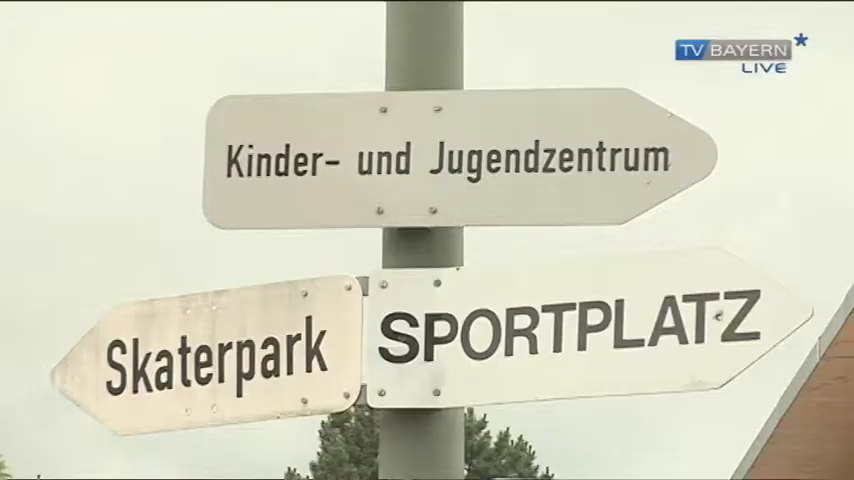 TV BAYERN
LIVE
Kinder- und Jugendzentrum
Skaterpark
SPORTPLATZ